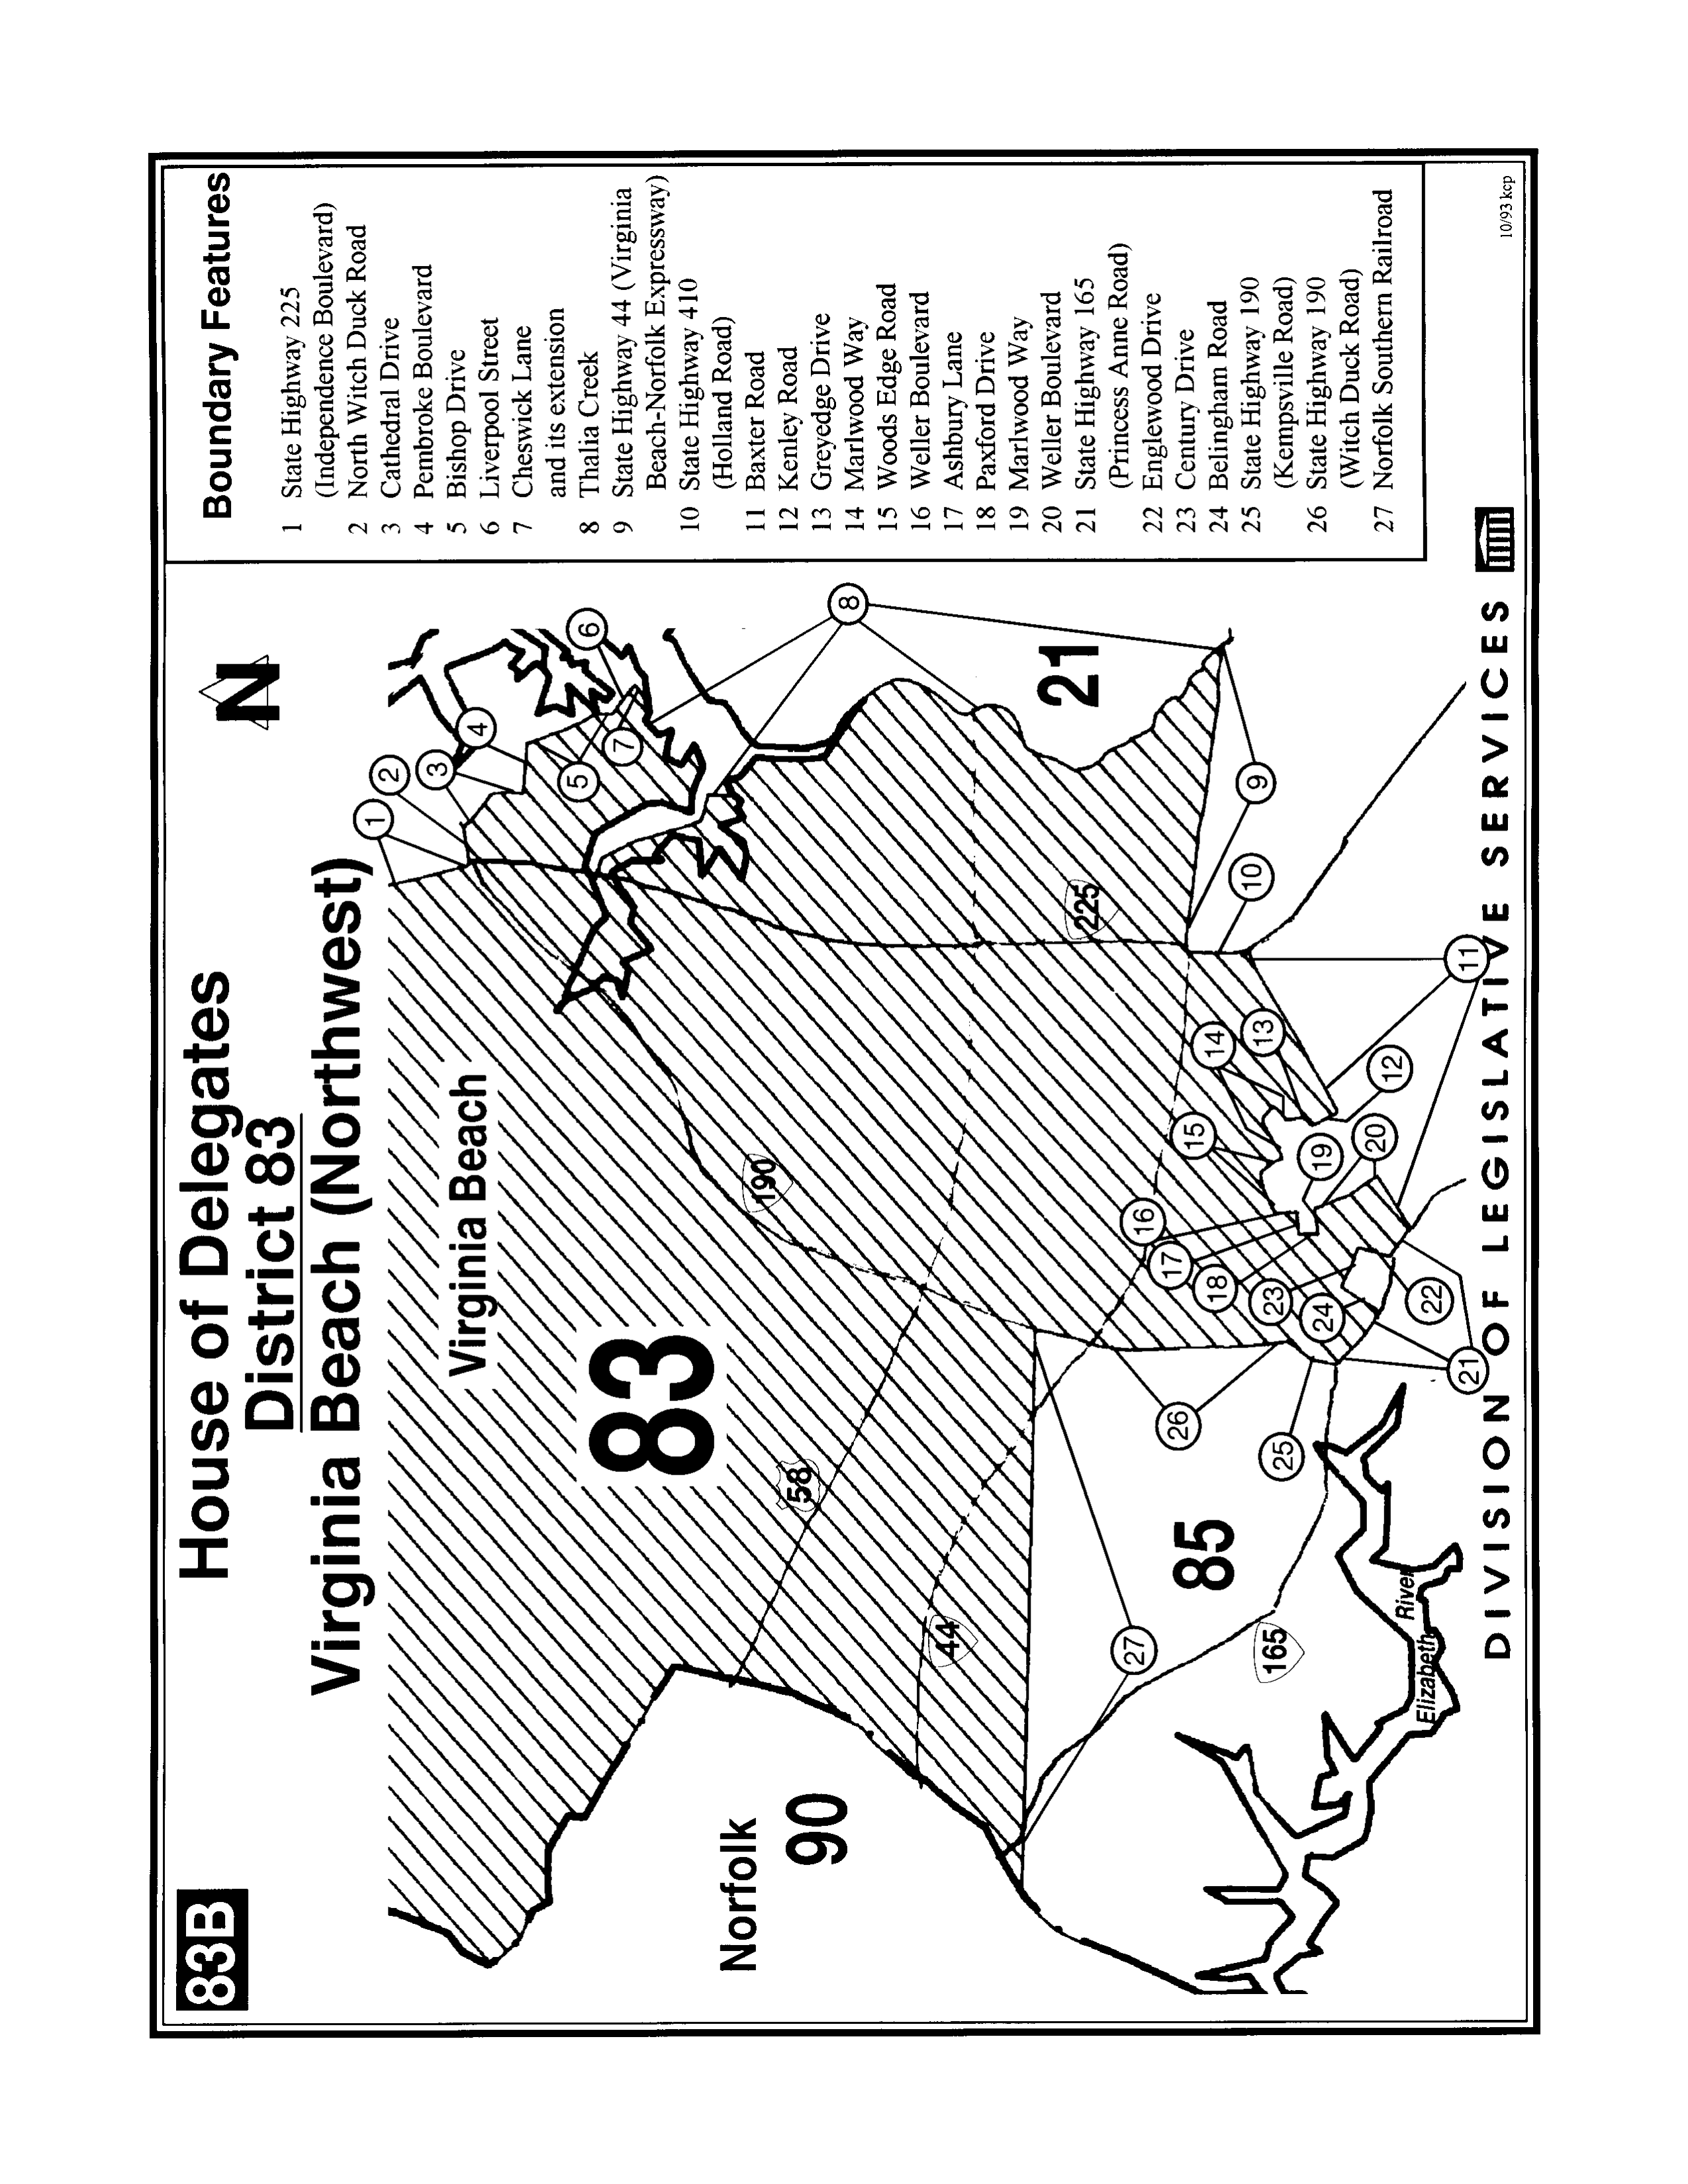 83B
House of Delegates
District 83
Virginia Beach (Northwest)
N
Virginia Beach
83
Norfolk
90
85
21
58
190
44
225
165
Elizabeth River
1
2
3
4
5
6
7
8
9
10
11
12
13
14
15
16
17
18
19
20
21
22
23
24
25
26
27
Boundary Features
1 State Highway 225
(Independence Boulevard)
2 North Witch Duck Road
3 Cathedral Drive
4 Pembroke Boulevard
5 Bishop Drive
6 Liverpool Street
7 Cheswick Lane
and its extension
8 Thalia Creek
9 State Highway 44 (Virginia
Beach-Norfolk Expressway)
10 State Highway 410
(Holland Road)
11 Baxter Road
12 Kenley Road
13 Greyedge Drive
14 Marlwood Way
15 Woods Edge Road
16 Weller Boulevard
17 Ashbury Lane
18 Paxford Drive
19 Marlwood Way
20 Weller Boulevard
21 State Highway 165
(Princess Anne Road)
22 Englewood Drive
23 Century Drive
24 Belingham Road
25 State Highway 190
(Kempsville Road)
26 State Highway 190
(Witch Duck Road)
27 Norfolk Southern Railroad
DIVISION OF LEGISLATIVE SERVICES
10/93 kcp